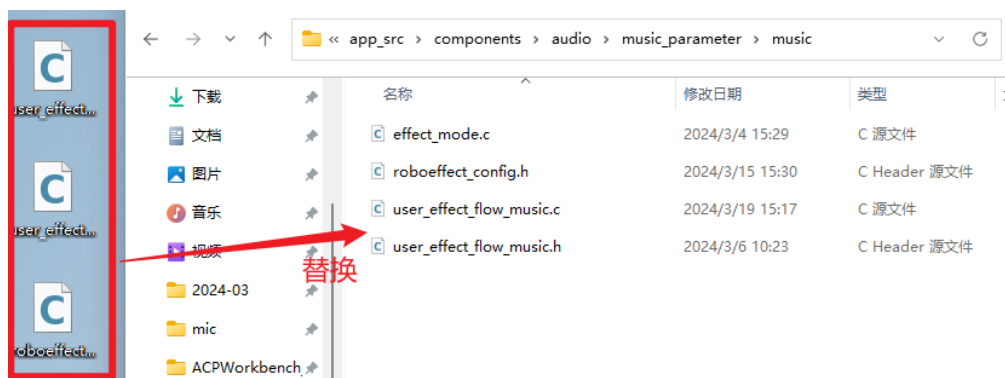 « app_src › components › audio › music_parameter › music
user_effect...
user_effect...
roboeffect...
下载
文档
图片
音乐
视频
2024-03
mic
ACPWorkbench
名称 修改日期 类型
effect_mode.c 2024/3/4 15:29 C 源文件
roboeffect_config.h 2024/3/15 15:30 C Header 源文件
user_effect_flow_music.c 2024/3/19 15:17 C 源文件
user_effect_flow_music.h 2024/3/6 10:23 C Header 源文件
替换